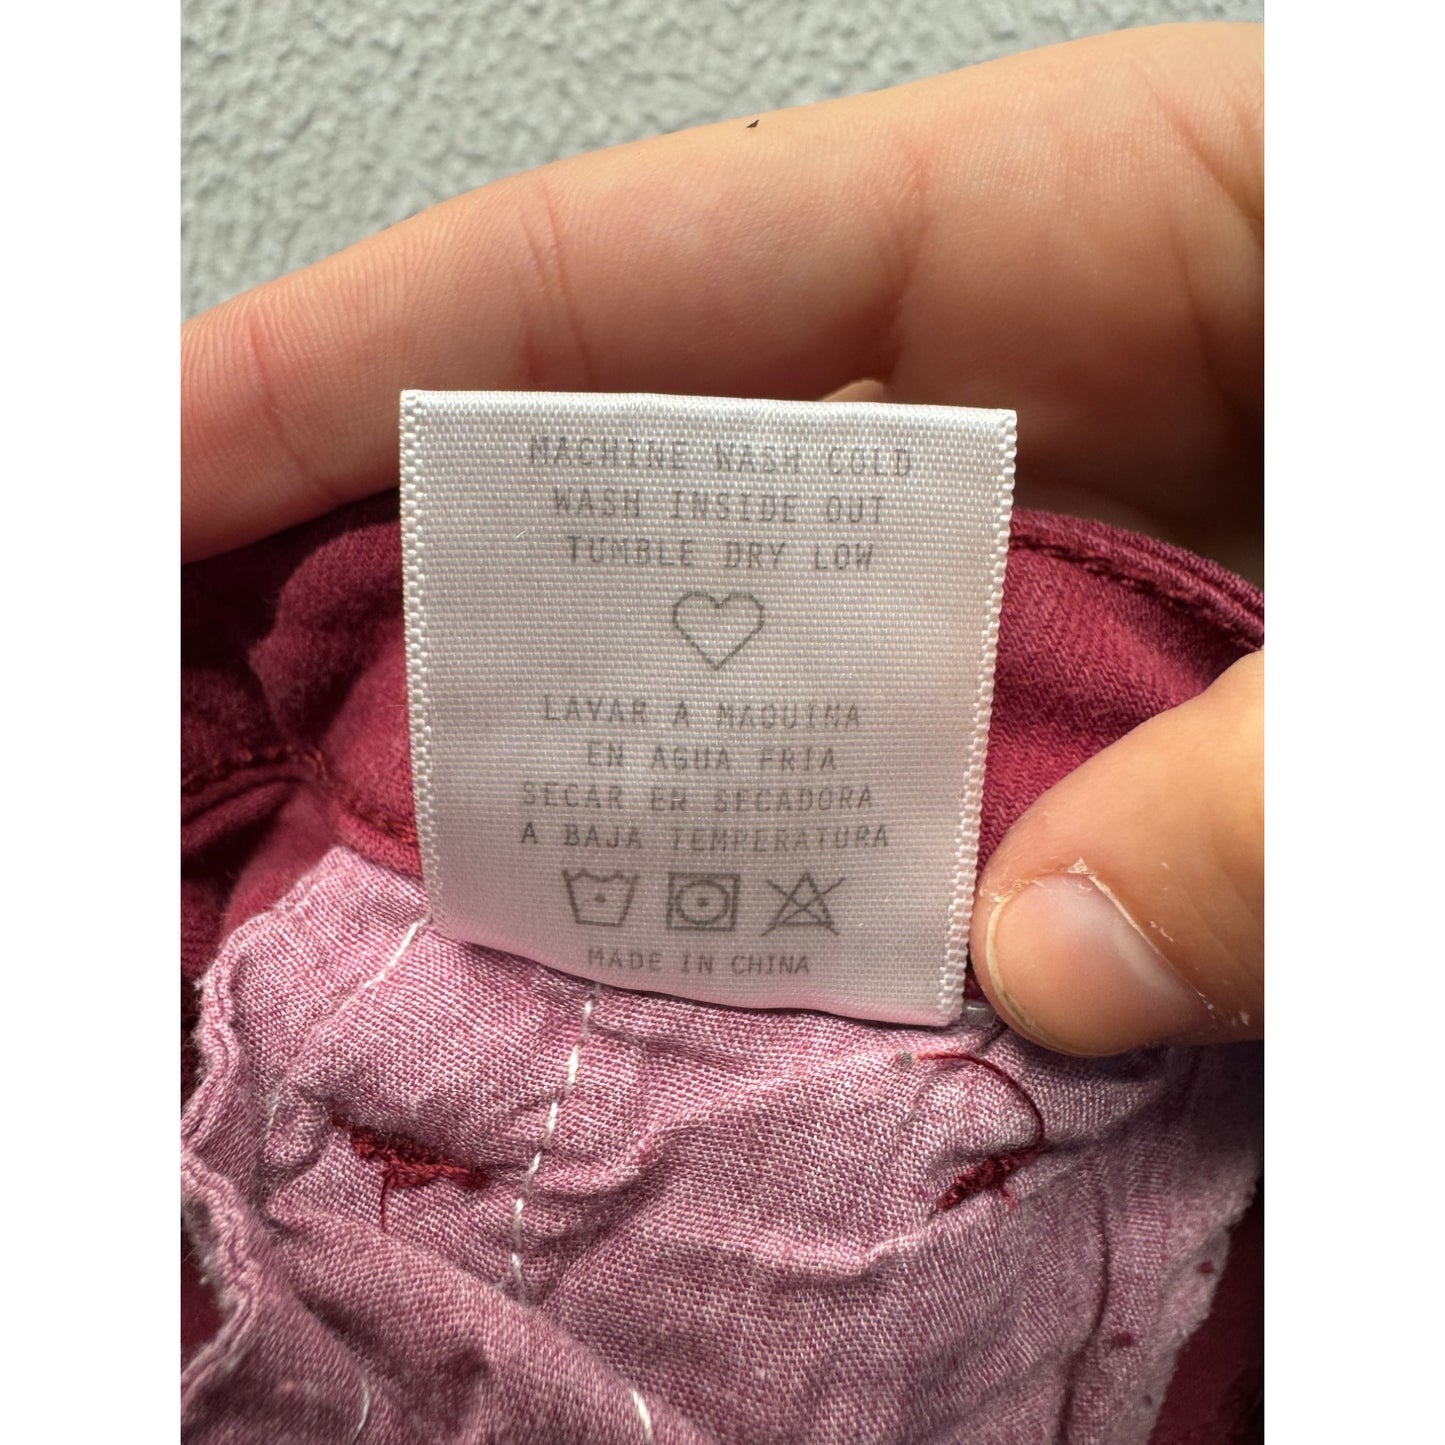 MACHINE WASH COLD
WASH INSIDE OUT
TUMBLE DRY LOW
LAVAR A MAQUINA
EN AGUA FRIA
SECAR EN SECADORA
A BAJA TEMPERATURA
MADE IN CHINA